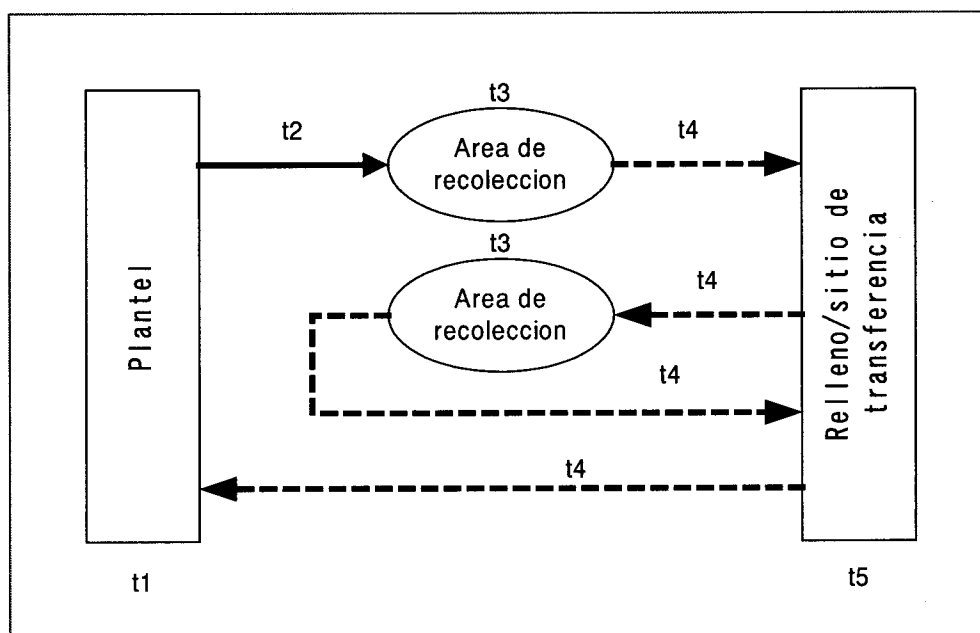 t3
t2
Area de
recoleccion
t4
t3
Area de
recoleccion
t4
t4
t4
Plantel
t1
Relleno/sitio de
transferencia
t5